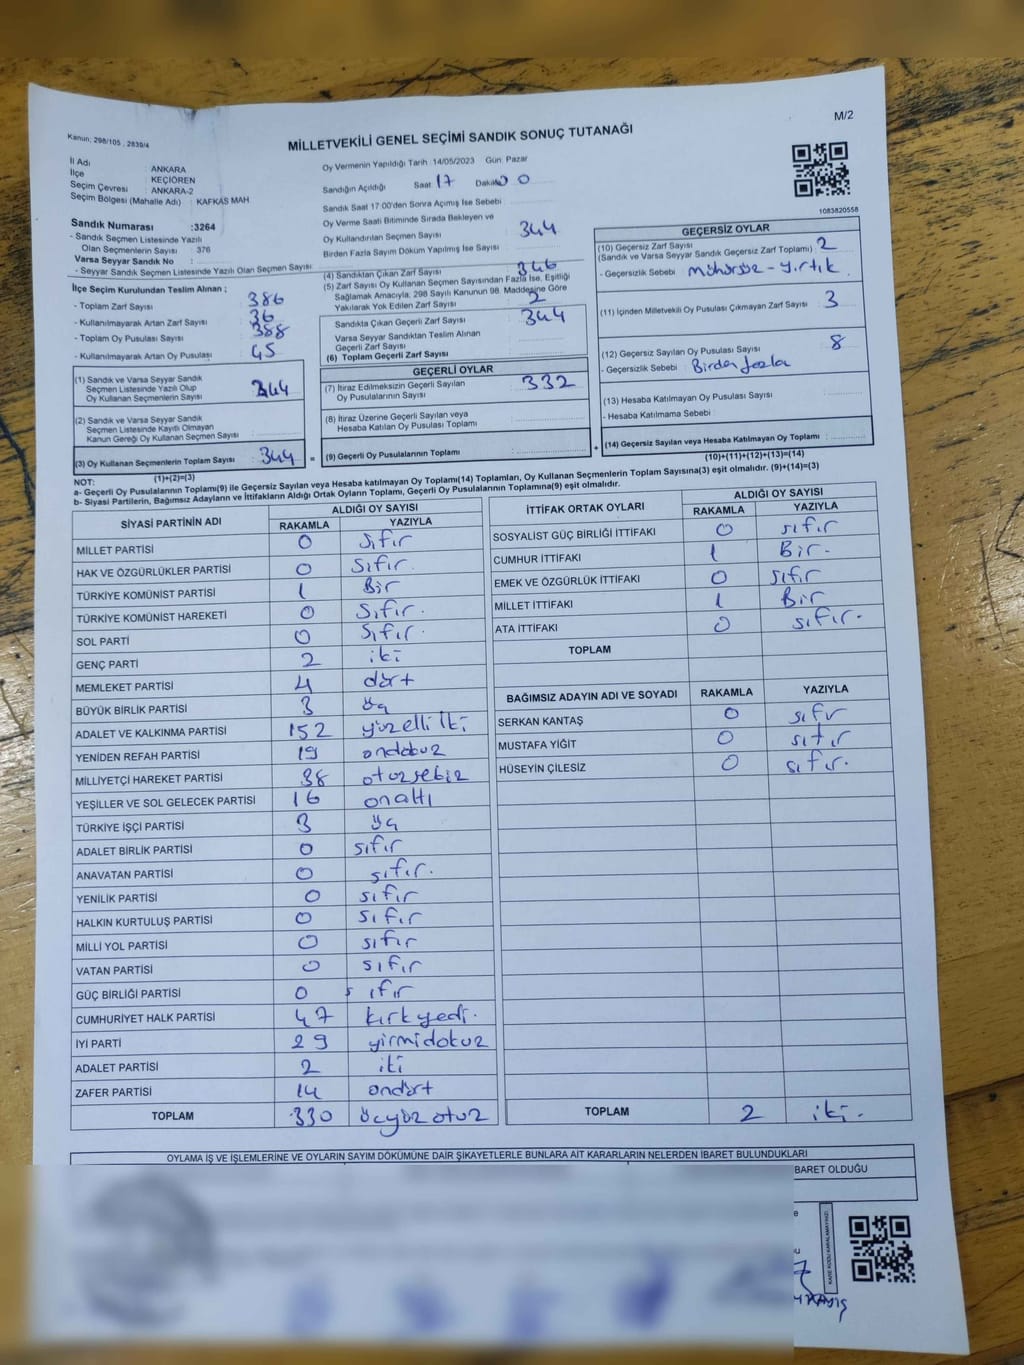 Kanun: 298/105 , 2839/4
M/2
MİLLETVEKİLİ GENEL SEÇİMİ SANDIK SONUÇ TUTANAĞI
İl Adı : ANKARA
İlçe : KEÇİÖREN
Seçim Çevresi : ANKARA-2
Seçim Bölgesi (Mahalle Adı) : KAFKAS MAH
Sandık Numarası :3264
- Sandık Seçmen Listesinde Yazılı
Olan Seçmenlerin Sayısı : 376
Varsa Seyyar Sandık No :
- Seyyar Sandık Seçmen Listesinde Yazılı Olan Seçmen Sayısı:
İlçe Seçim Kurulundan Teslim Alınan ;
- Toplam Zarf Sayısı : 386
- Kullanılmayarak Artan Zarf Sayısı : 36
- Toplam Oy Pusulası Sayısı : 388
- Kullanılmayarak Artan Oy Pusulası : 45
(1) Sandık ve Varsa Seyyar Sandık
Seçmen Listesinde Yazılı Olup
Oy Kullanan Seçmenlerin Sayısı : 344
(2) Sandık ve Varsa Seyyar Sandık
Seçmen Listesinde Kayıtlı Olmayan
Kanun Gereği Oy Kullanan Seçmen Sayısı :
(3) Oy Kullanan Seçmenlerin Toplam Sayısı : 344
(1)+(2)=(3)
Oy Vermenin Yapıldığı Tarih :14/05/2023 Gün: Pazar
Sandığın Açıldığı Saat : 17 Dakika: 00
Sandık Saat 17:00'den Sonra Açılmış İse Sebebi :
Oy Verme Saati Bitiminde Sırada Bekleyen ve
Oy Kullandırılan Seçmen Sayısı : 344
Birden Fazla Sayım Döküm Yapılmış İse Sayısı :
(4) Sandıktan Çıkan Zarf Sayısı : 346
(5) Zarf Sayısı Oy Kullanan Seçmen Sayısından Fazla İse, Eşitliği
Sağlamak Amacıyla, 298 Sayılı Kanunun 98. Maddesine Göre
Yakılarak Yok Edilen Zarf Sayısı : 2
Sandıkta Çıkan Geçerli Zarf Sayısı : 344
Varsa Seyyar Sandıktan Teslim Alınan
Geçerli Zarf Sayısı :
(6) Toplam Geçerli Zarf Sayısı :
GEÇERLİ OYLAR
(7) İtiraz Edilmeksizin Geçerli Sayılan
Oy Pusulalarının Sayısı : 332
(8) İtiraz Üzerine Geçerli Sayılan veya
Hesaba Katılan Oy Pusulası Toplamı :
= (9) Geçerli Oy Pusulalarının Toplamı :
1083820558
GEÇERSİZ OYLAR
(10) Geçersiz Zarf Sayısı : 2
(Sandık ve Varsa Seyyar Sandık Geçersiz Zarf Toplamı)
- Geçersizlik Sebebi : mühürsüz - yırtık
(11) İçinden Milletvekili Oy Pusulası Çıkmayan Zarf Sayısı : 3
(12) Geçersiz Sayılan Oy Pusulası Sayısı : 8
- Geçersizlik Sebebi : Birden fazla
(13) Hesaba Katılmayan Oy Pusulası Sayısı :
- Hesaba Katılmama Sebebi :
+ (14) Geçersiz Sayılan veya Hesaba Katılmayan Oy Toplamı :
(10)+(11)+(12)+(13)=(14)
NOT:
a- Geçerli Oy Pusulalarının Toplamı(9) ile Geçersiz Sayılan veya Hesaba katılmayan Oy Toplamı(14) Toplamları, Oy Kullanan Seçmenlerin Toplam Sayısına(3) eşit olmalıdır. (9)+(14)=(3)
b- Siyasi Partilerin, Bağımsız Adayların ve İttifakların Aldığı Ortak Oyların Toplamı, Geçerli Oy Pusulalarının Toplamına(9) eşit olmalıdır.
SİYASİ PARTİNİN ADI ALDIĞI OY SAYISI
RAKAMLA YAZIYLA
MİLLET PARTİSİ 0 sıfır
HAK VE ÖZGÜRLÜKLER PARTİSİ 0 sıfır
TÜRKİYE KOMÜNİST PARTİSİ 1 Bir
TÜRKİYE KOMÜNİST HAREKETİ 0 sıfır.
SOL PARTİ 0 sıfır.
GENÇ PARTİ 2 iki
MEMLEKET PARTİSİ 4 dört
BÜYÜK BİRLİK PARTİSİ 3 üç
ADALET VE KALKINMA PARTİSİ 152 yüzelli iki
YENİDEN REFAH PARTİSİ 19 ondokuz
MİLLİYETÇİ HAREKET PARTİSİ 38 otuzsekiz
YEŞİLLER VE SOL GELECEK PARTİSİ 16 onaltı
TÜRKİYE İŞÇİ PARTİSİ 3 üç
ADALET BİRLİK PARTİSİ 0 sıfır
ANAVATAN PARTİSİ 0 sıfır.
YENİLİK PARTİSİ 0 sıfır
HALKIN KURTULUŞ PARTİSİ 0 sıfır
MİLLİ YOL PARTİSİ 0 sıfır
VATAN PARTİSİ 0 sıfır
GÜÇ BİRLİĞİ PARTİSİ 0 sıfır
CUMHURİYET HALK PARTİSİ 47 kırkyedi.
İYİ PARTİ 29 yirmidokuz
ADALET PARTİSİ 2 iki
ZAFER PARTİSİ 14 ondört
TOPLAM 330 üçyüz otuz
İTTİFAK ORTAK OYLARI ALDIĞI OY SAYISI
RAKAMLA YAZIYLA
SOSYALİST GÜÇ BİRLİĞİ İTTİFAKI 0 sıfır
CUMHUR İTTİFAKI 1 Bir.
EMEK VE ÖZGÜRLÜK İTTİFAKI 0 sıfır
MİLLET İTTİFAKI 1 Bir
ATA İTTİFAKI 0 sıfır.
TOPLAM
BAĞIMSIZ ADAYIN ADI VE SOYADI RAKAMLA YAZIYLA
SERKAN KANTAŞ 0 sıfır
MUSTAFA YİĞİT 0 sıfır
HÜSEYİN ÇİLESİZ 0 sıfır.
TOPLAM 2 iki.
OYLAMA İŞ VE İŞLEMLERİNE VE OYLARIN SAYIM DÖKÜMÜNE DAİR ŞİKAYETLERLE BUNLARA AİT KARARLARIN NELERDEN İBARET BULUNDUKLARI
BARET OLDUĞU